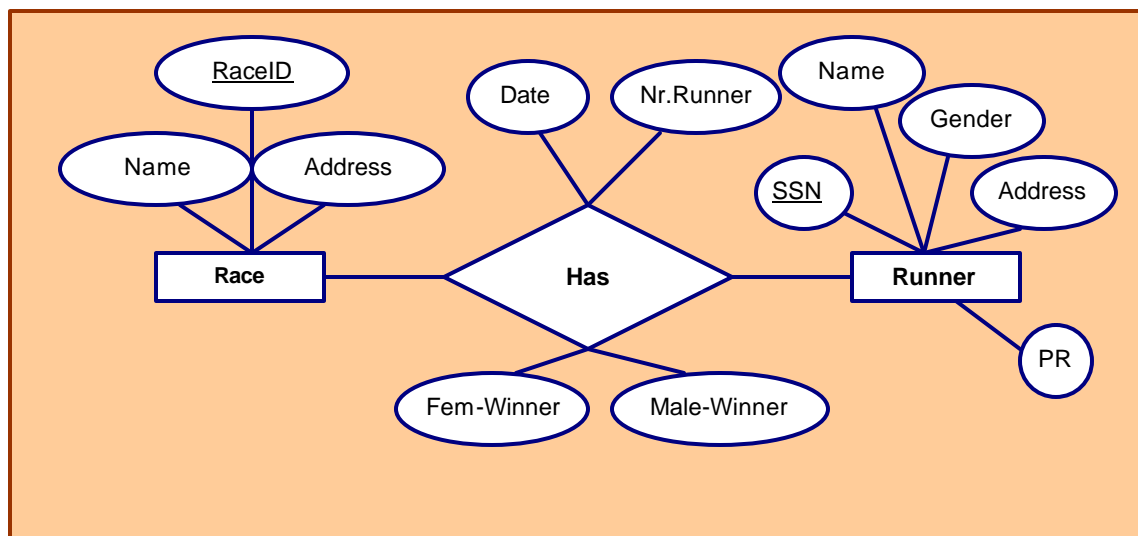 RaceID
Name
Address
Race
Date
Nr.Runner
Has
Fem-Winner
Male-Winner
Name
Gender
SSN
Address
Runner
PR